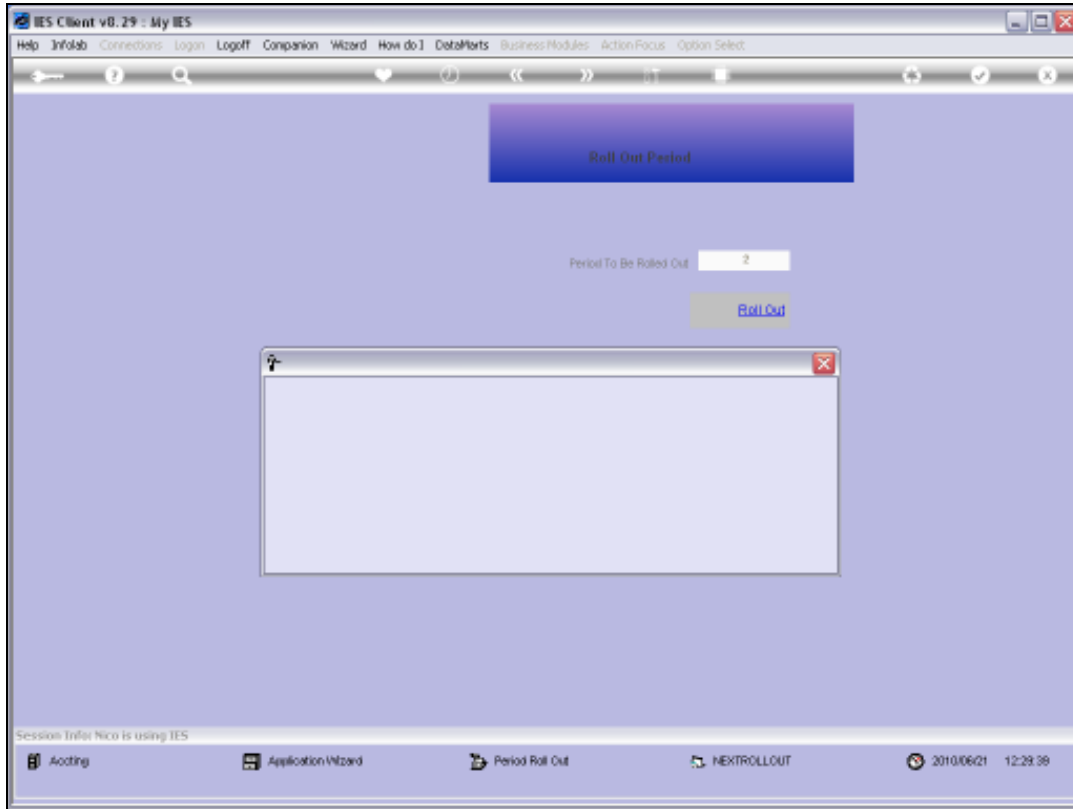 IES Client v8.29 : My IES
Help Infolab Connections Logon Logoff Companion Wizard How do I DataMarts Business Modules Action Focus Option Select
Roll Out Period
Period To Be Rolled Out 2
Roll Out
Session Info: Nico is using IES
Accting Application Wizard Period Roll Out NEXTROLLOUT 2010/06/21 12:29:39